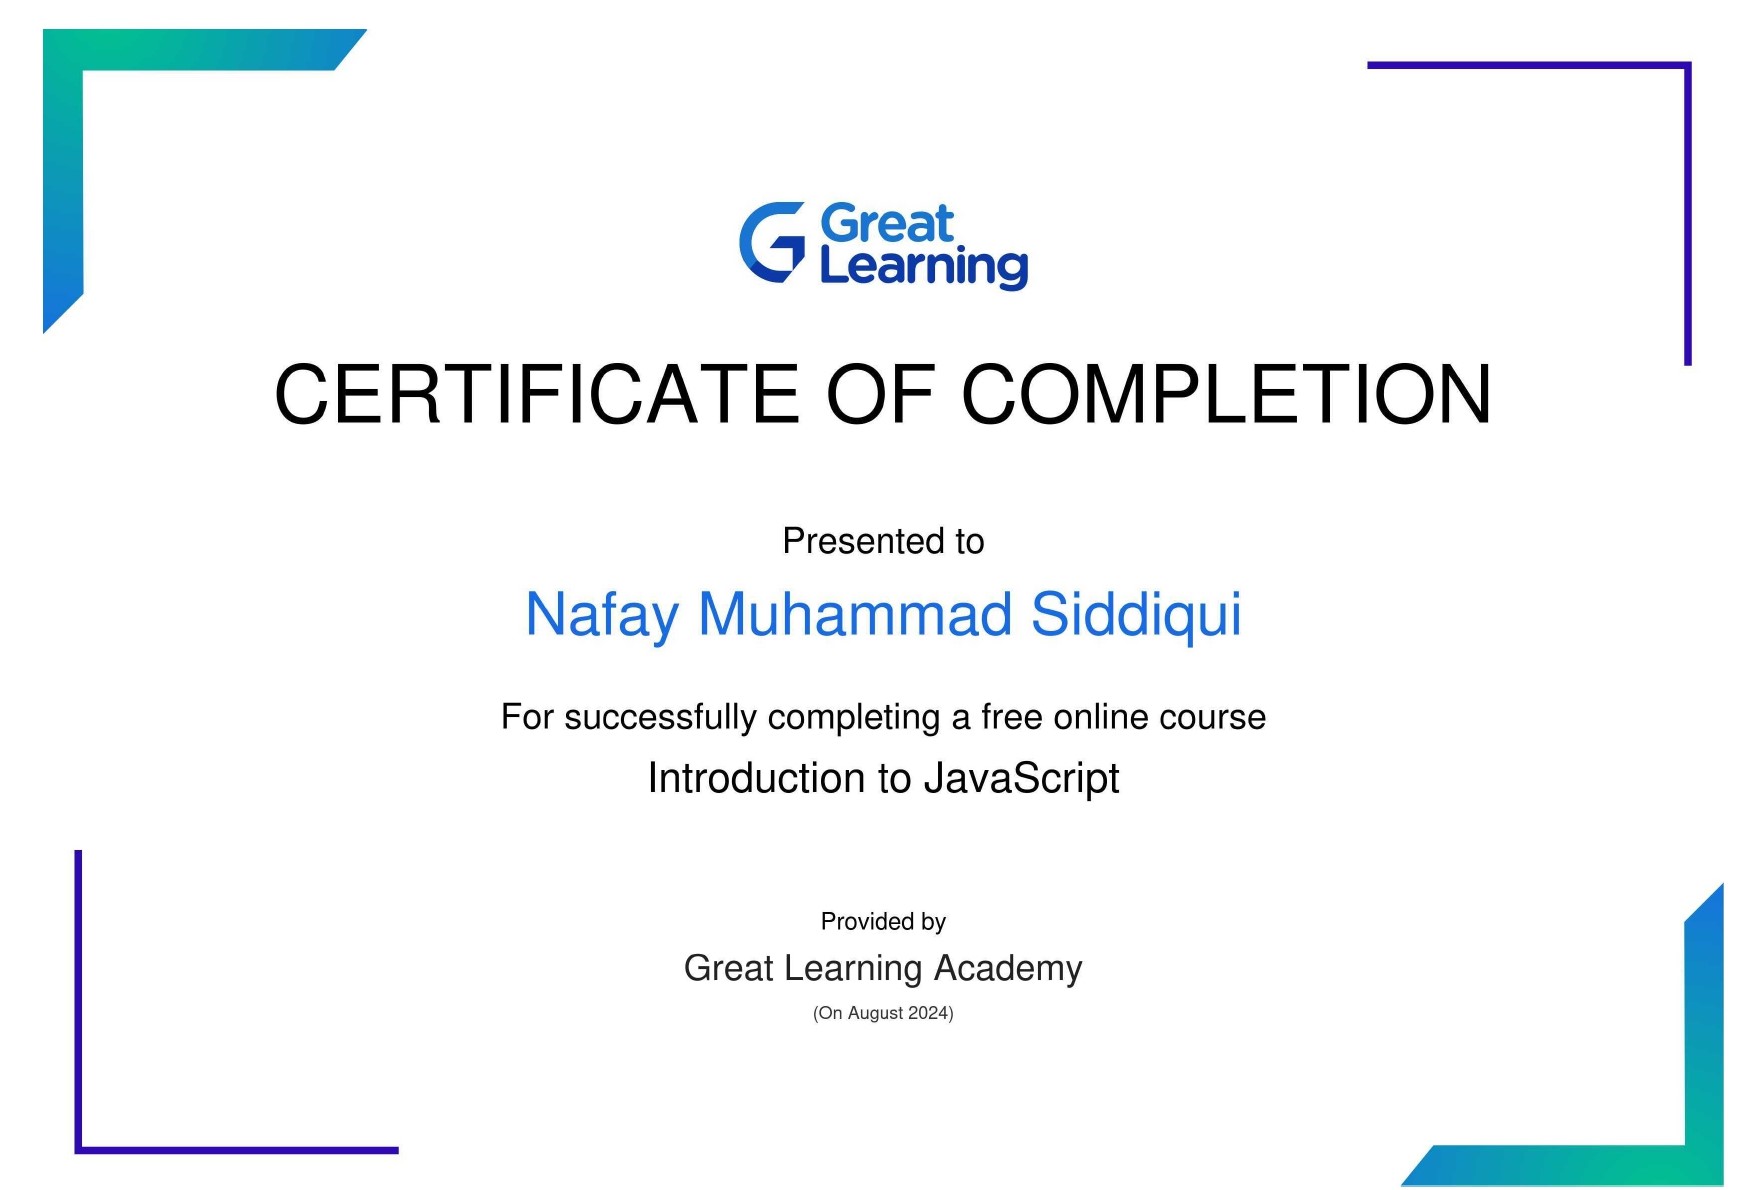 Great
Learning
CERTIFICATE OF COMPLETION
Presented to
Nafay Muhammad Siddiqui
For successfully completing a free online course
Introduction to JavaScript
Provided by
Great Learning Academy
(On August 2024)